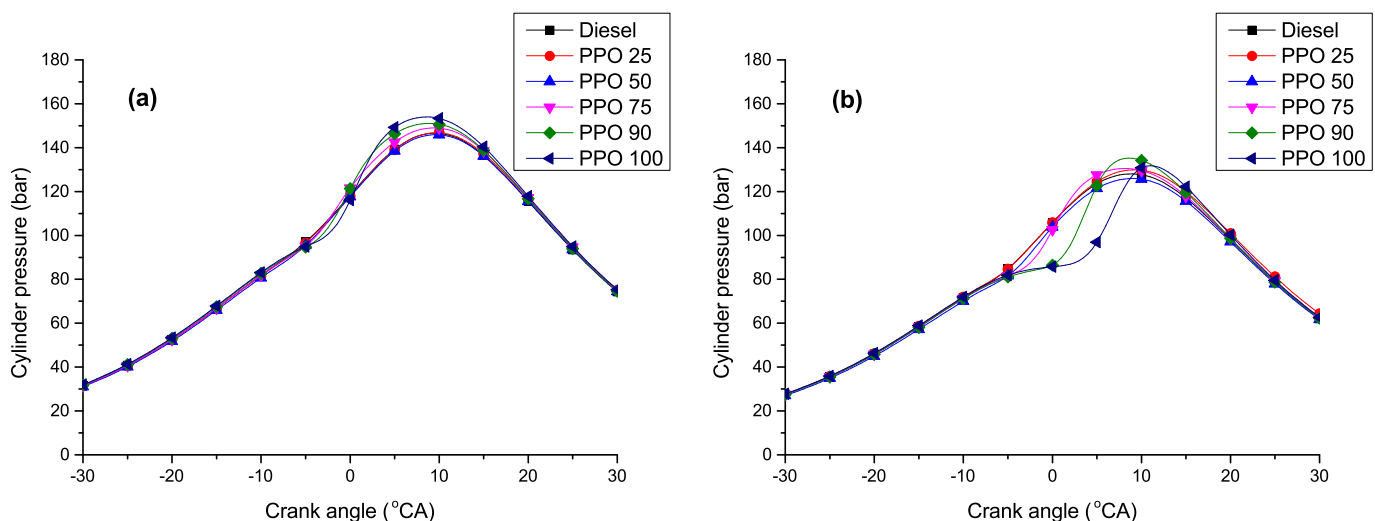 Diesel
PPO 25
PPO 50
PPO 75
PPO 90
PPO 100
(a)
180
160
140
120
100
80
60
40
20
0
-30 -20 -10 0 10 20 30
Cylinder pressure (bar)
Crank angle (°CA)
Diesel
PPO 25
PPO 50
PPO 75
PPO 90
PPO 100
(b)
180
160
140
120
100
80
60
40
20
0
-30 -20 -10 0 10 20 30
Cylinder pressure (bar)
Crank angle (°CA)